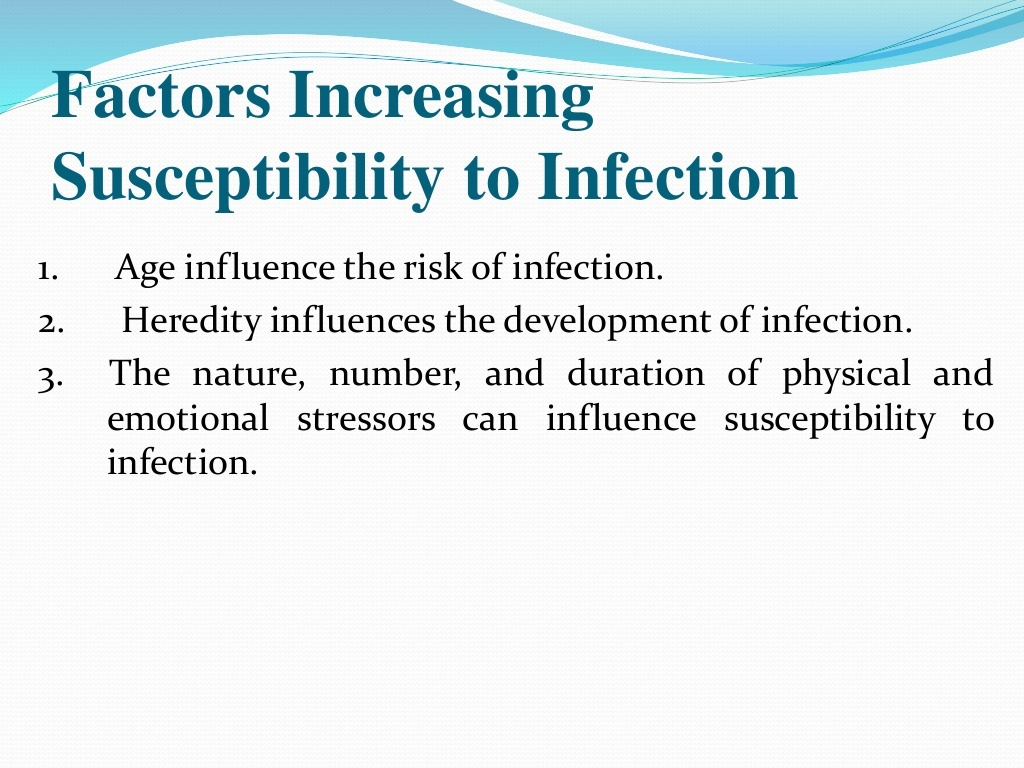 Factors Increasing
Susceptibility to Infection
1. Age influence the risk of infection.
2. Heredity influences the development of infection.
3. The nature, number, and duration of physical and
emotional stressors can influence susceptibility to
infection.